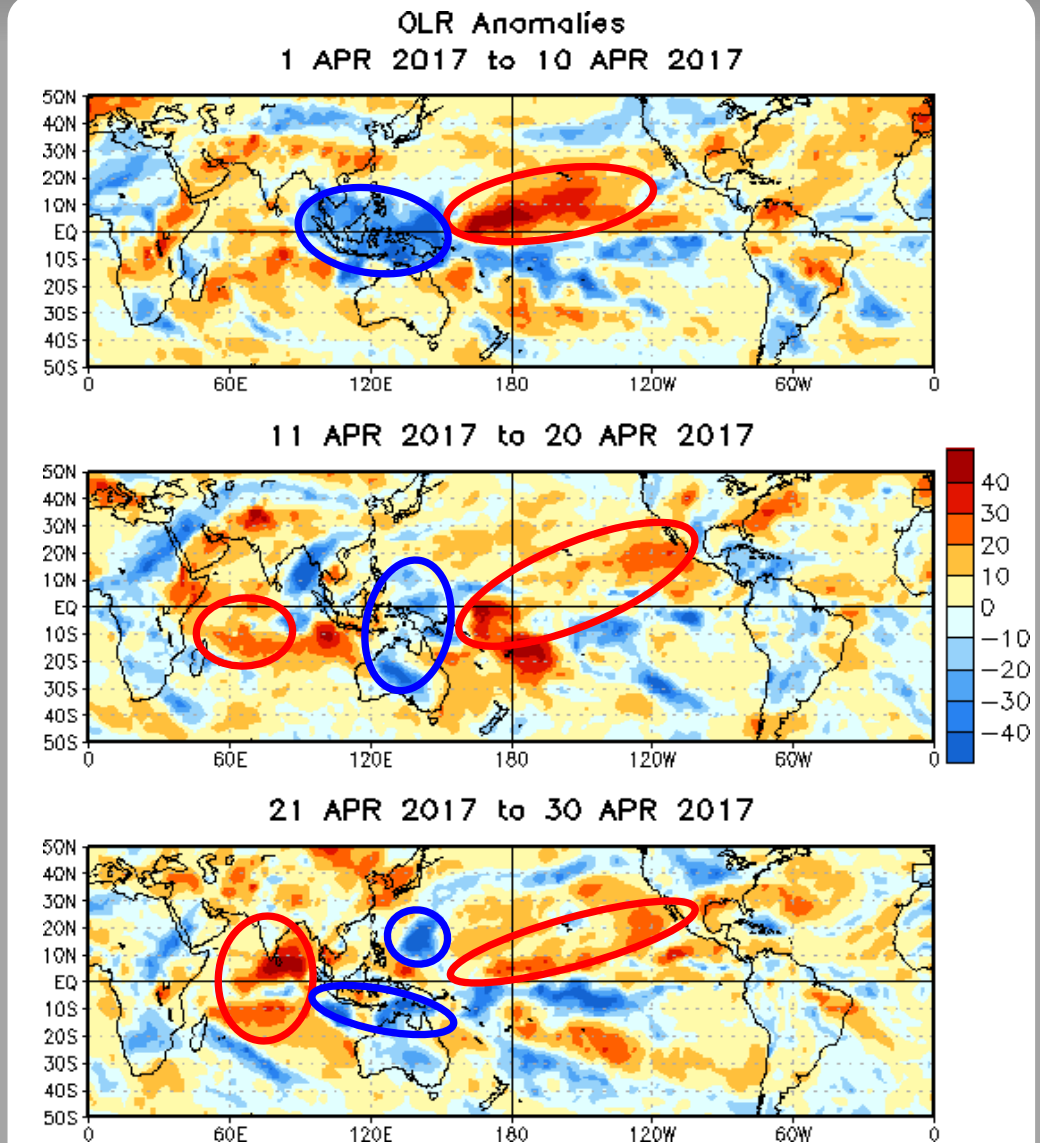 OLR Anomalies
1 APR 2017 to 10 APR 2017
50N
40N
30N
20N
10N
EQ
10S
20S
30S
40S
50S
0 60E 120E 180 120W 60W 0
11 APR 2017 to 20 APR 2017
50N
40N
30N
20N
10N
EQ
10S
20S
30S
40S
50S
0 60E 120E 180 120W 60W 0
40
30
20
10
0
-10
-20
-30
-40
21 APR 2017 to 30 APR 2017
50N
40N
30N
20N
10N
EQ
10S
20S
30S
40S
50S
0 60E 120E 180 120W 60W 0